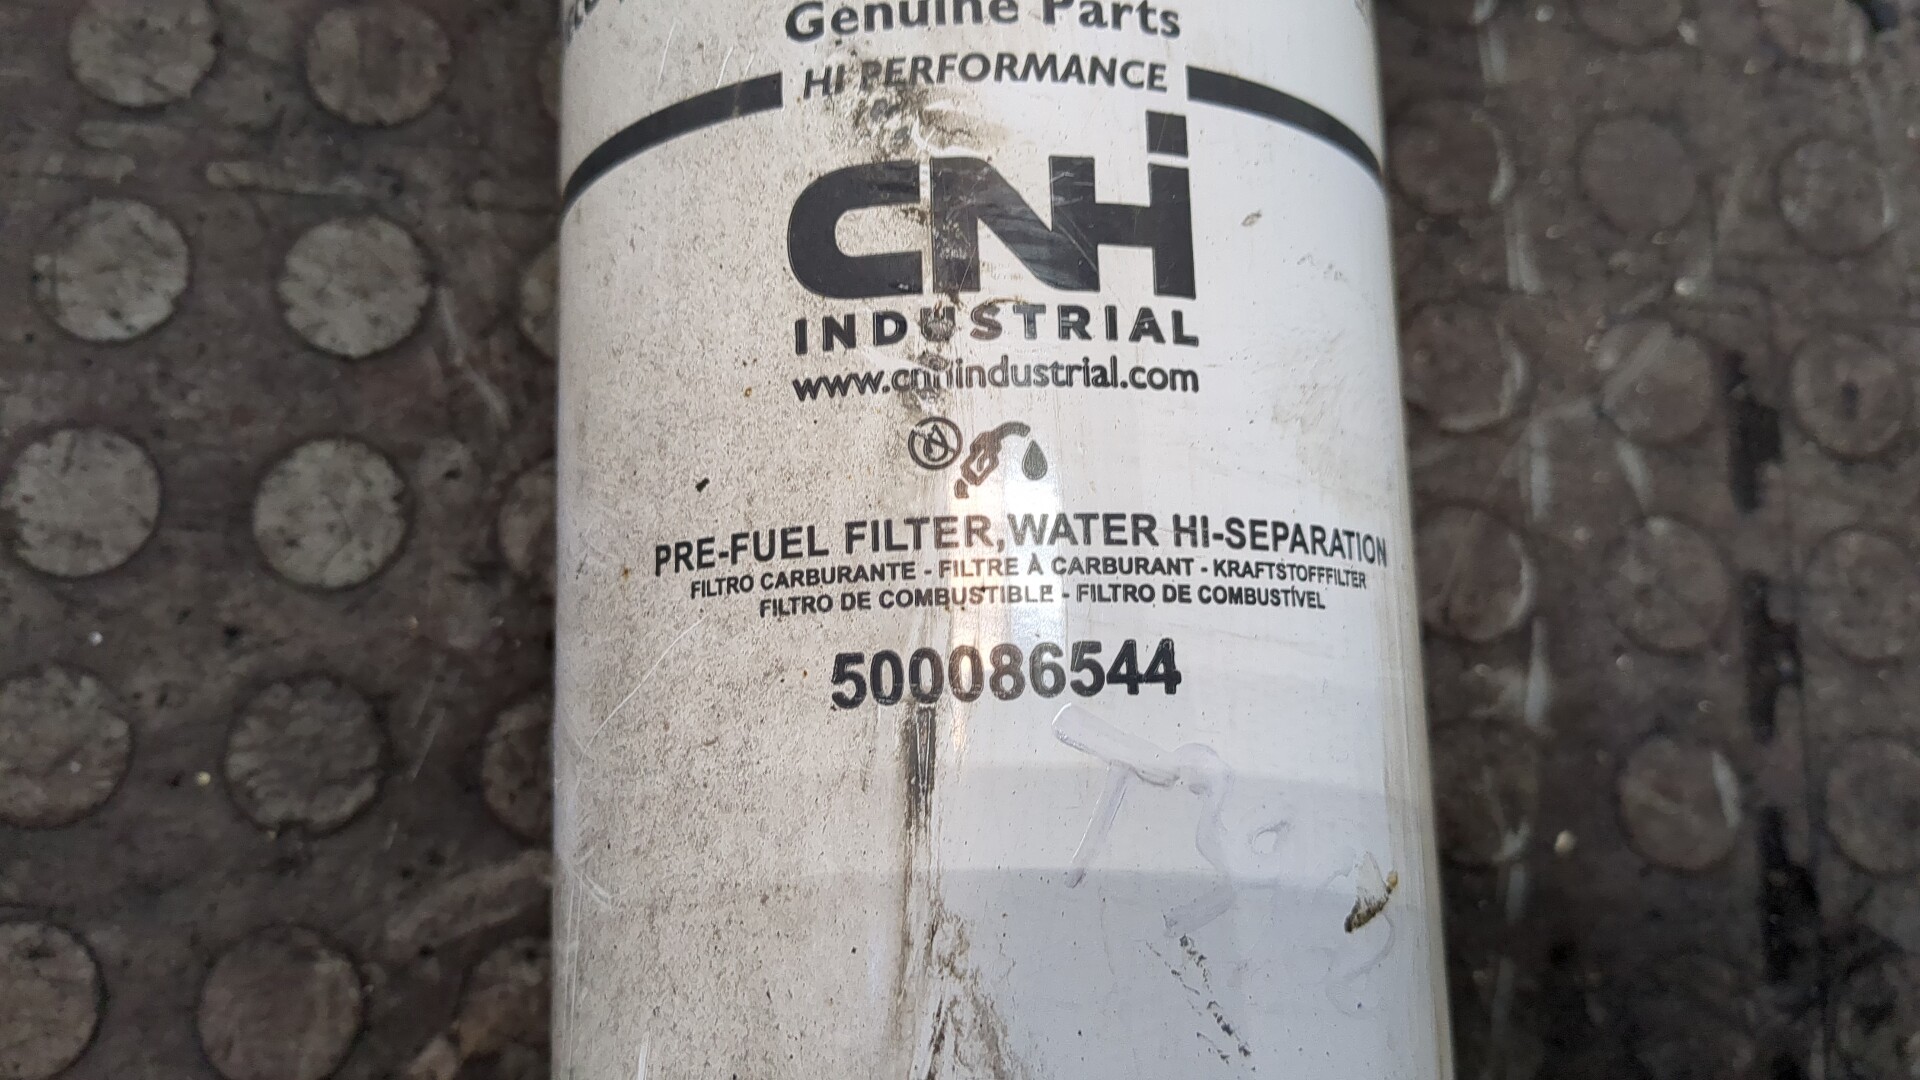 Genuine Parts
HI PERFORMANCE
CNH
INDUSTRIAL
www.cnhindustrial.com
PRE-FUEL FILTER,WATER HI-SEPARATION
FILTRO CARBURANTE - FILTRE À CARBURANT - KRAFTSTOFFFILTER
FILTRO DE COMBUSTIBLE - FILTRO DE COMBUSTÍVEL
500086544